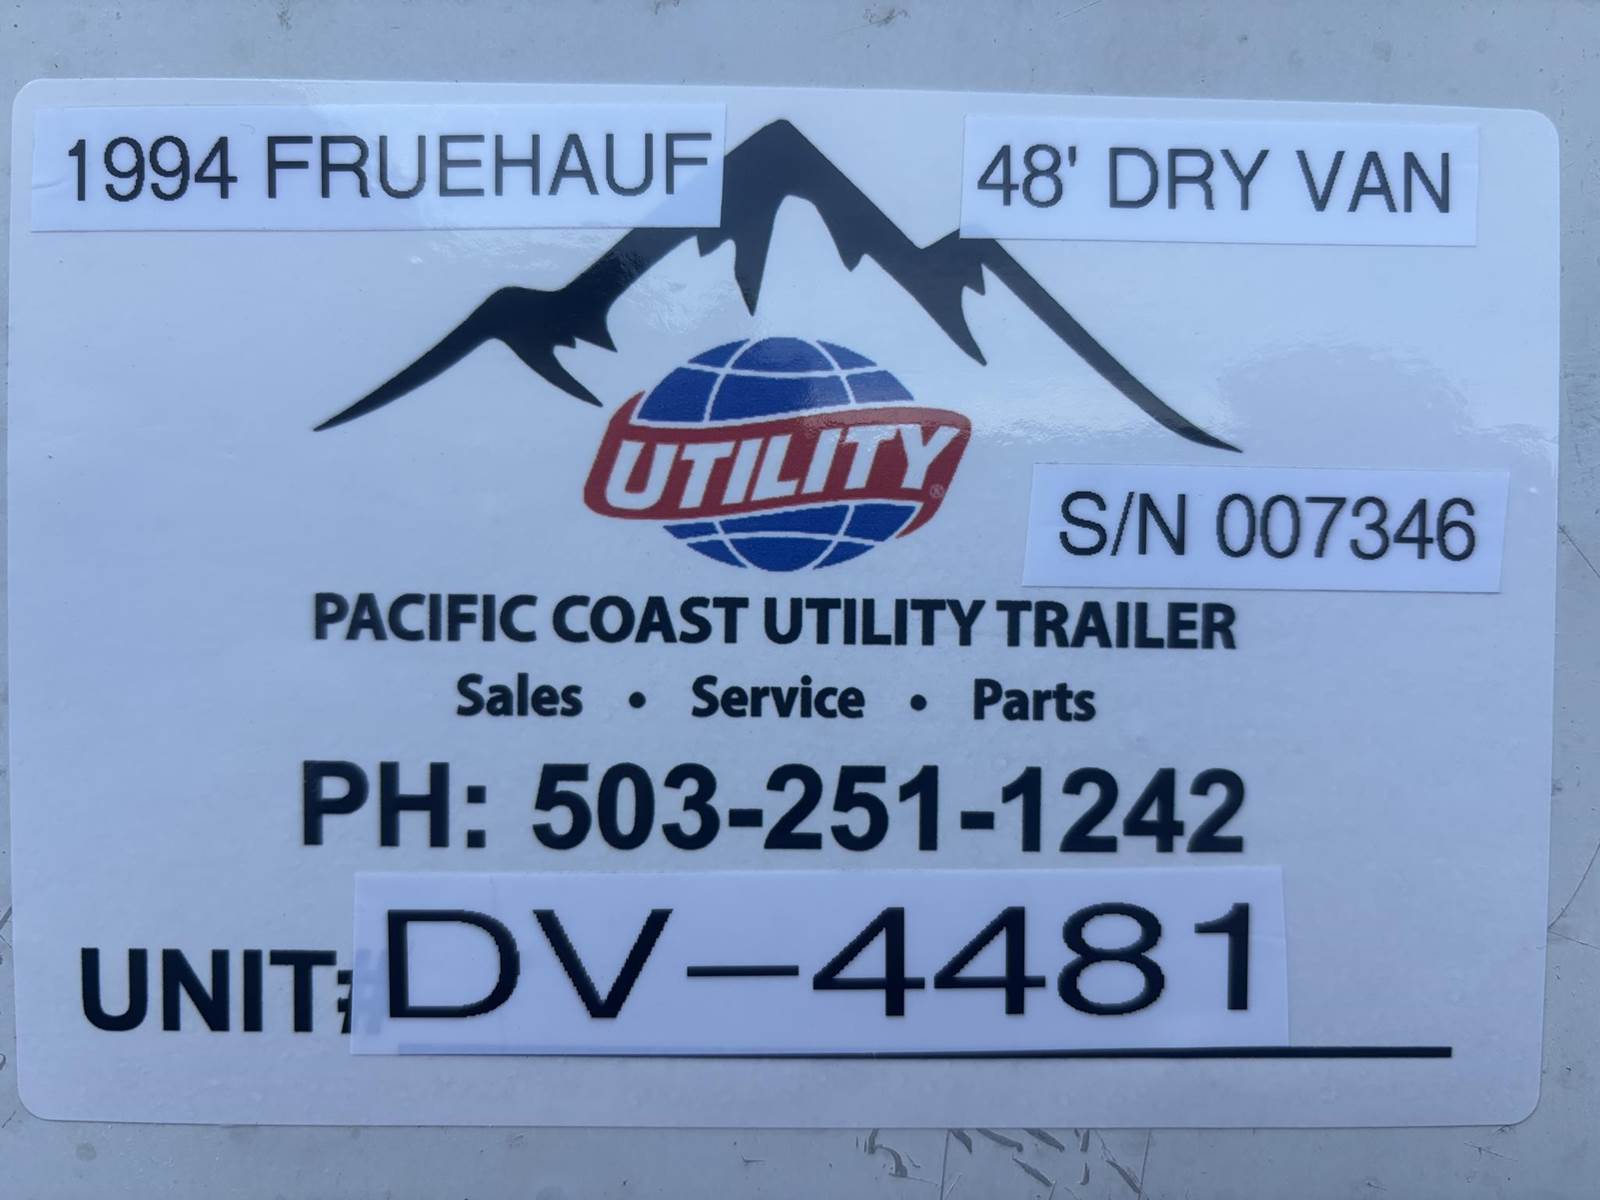 1994 FRUEHAUF 48' DRY VAN
UTILITY®
S/N 007346
PACIFIC COAST UTILITY TRAILER
Sales • Service • Parts
PH: 503-251-1242
UNIT# DV-4481